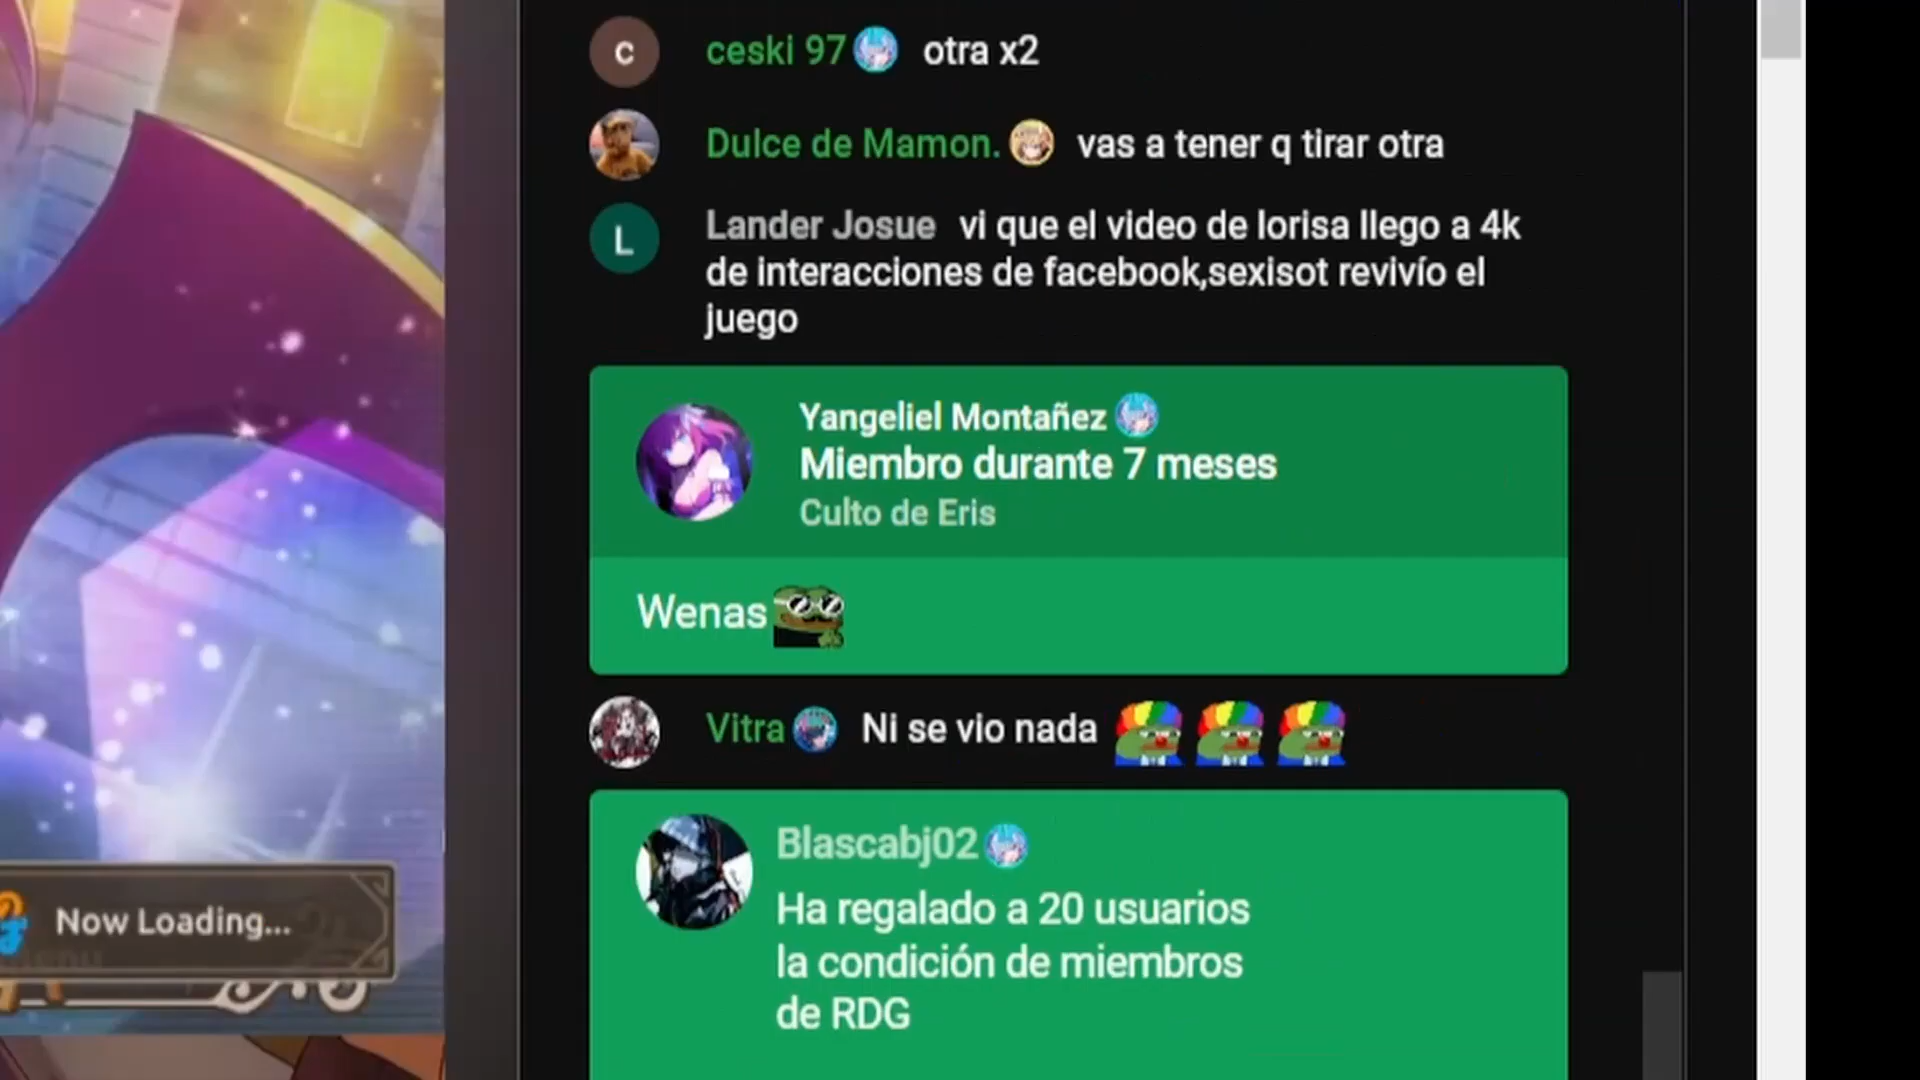 C
ceski 97 otra x2
Dulce de Mamon. vas a tener q tirar otra
L
Lander Josue vi que el video de lorisa llego a 4k
de interacciones de facebook,sexisot revivío el
juego
Yangeliel Montañez
Miembro durante 7 meses
Culto de Eris
Wenas
Vitra Ni se vio nada
Blascabj02
Ha regalado a 20 usuarios
la condición de miembros
de RDG
Now Loading...